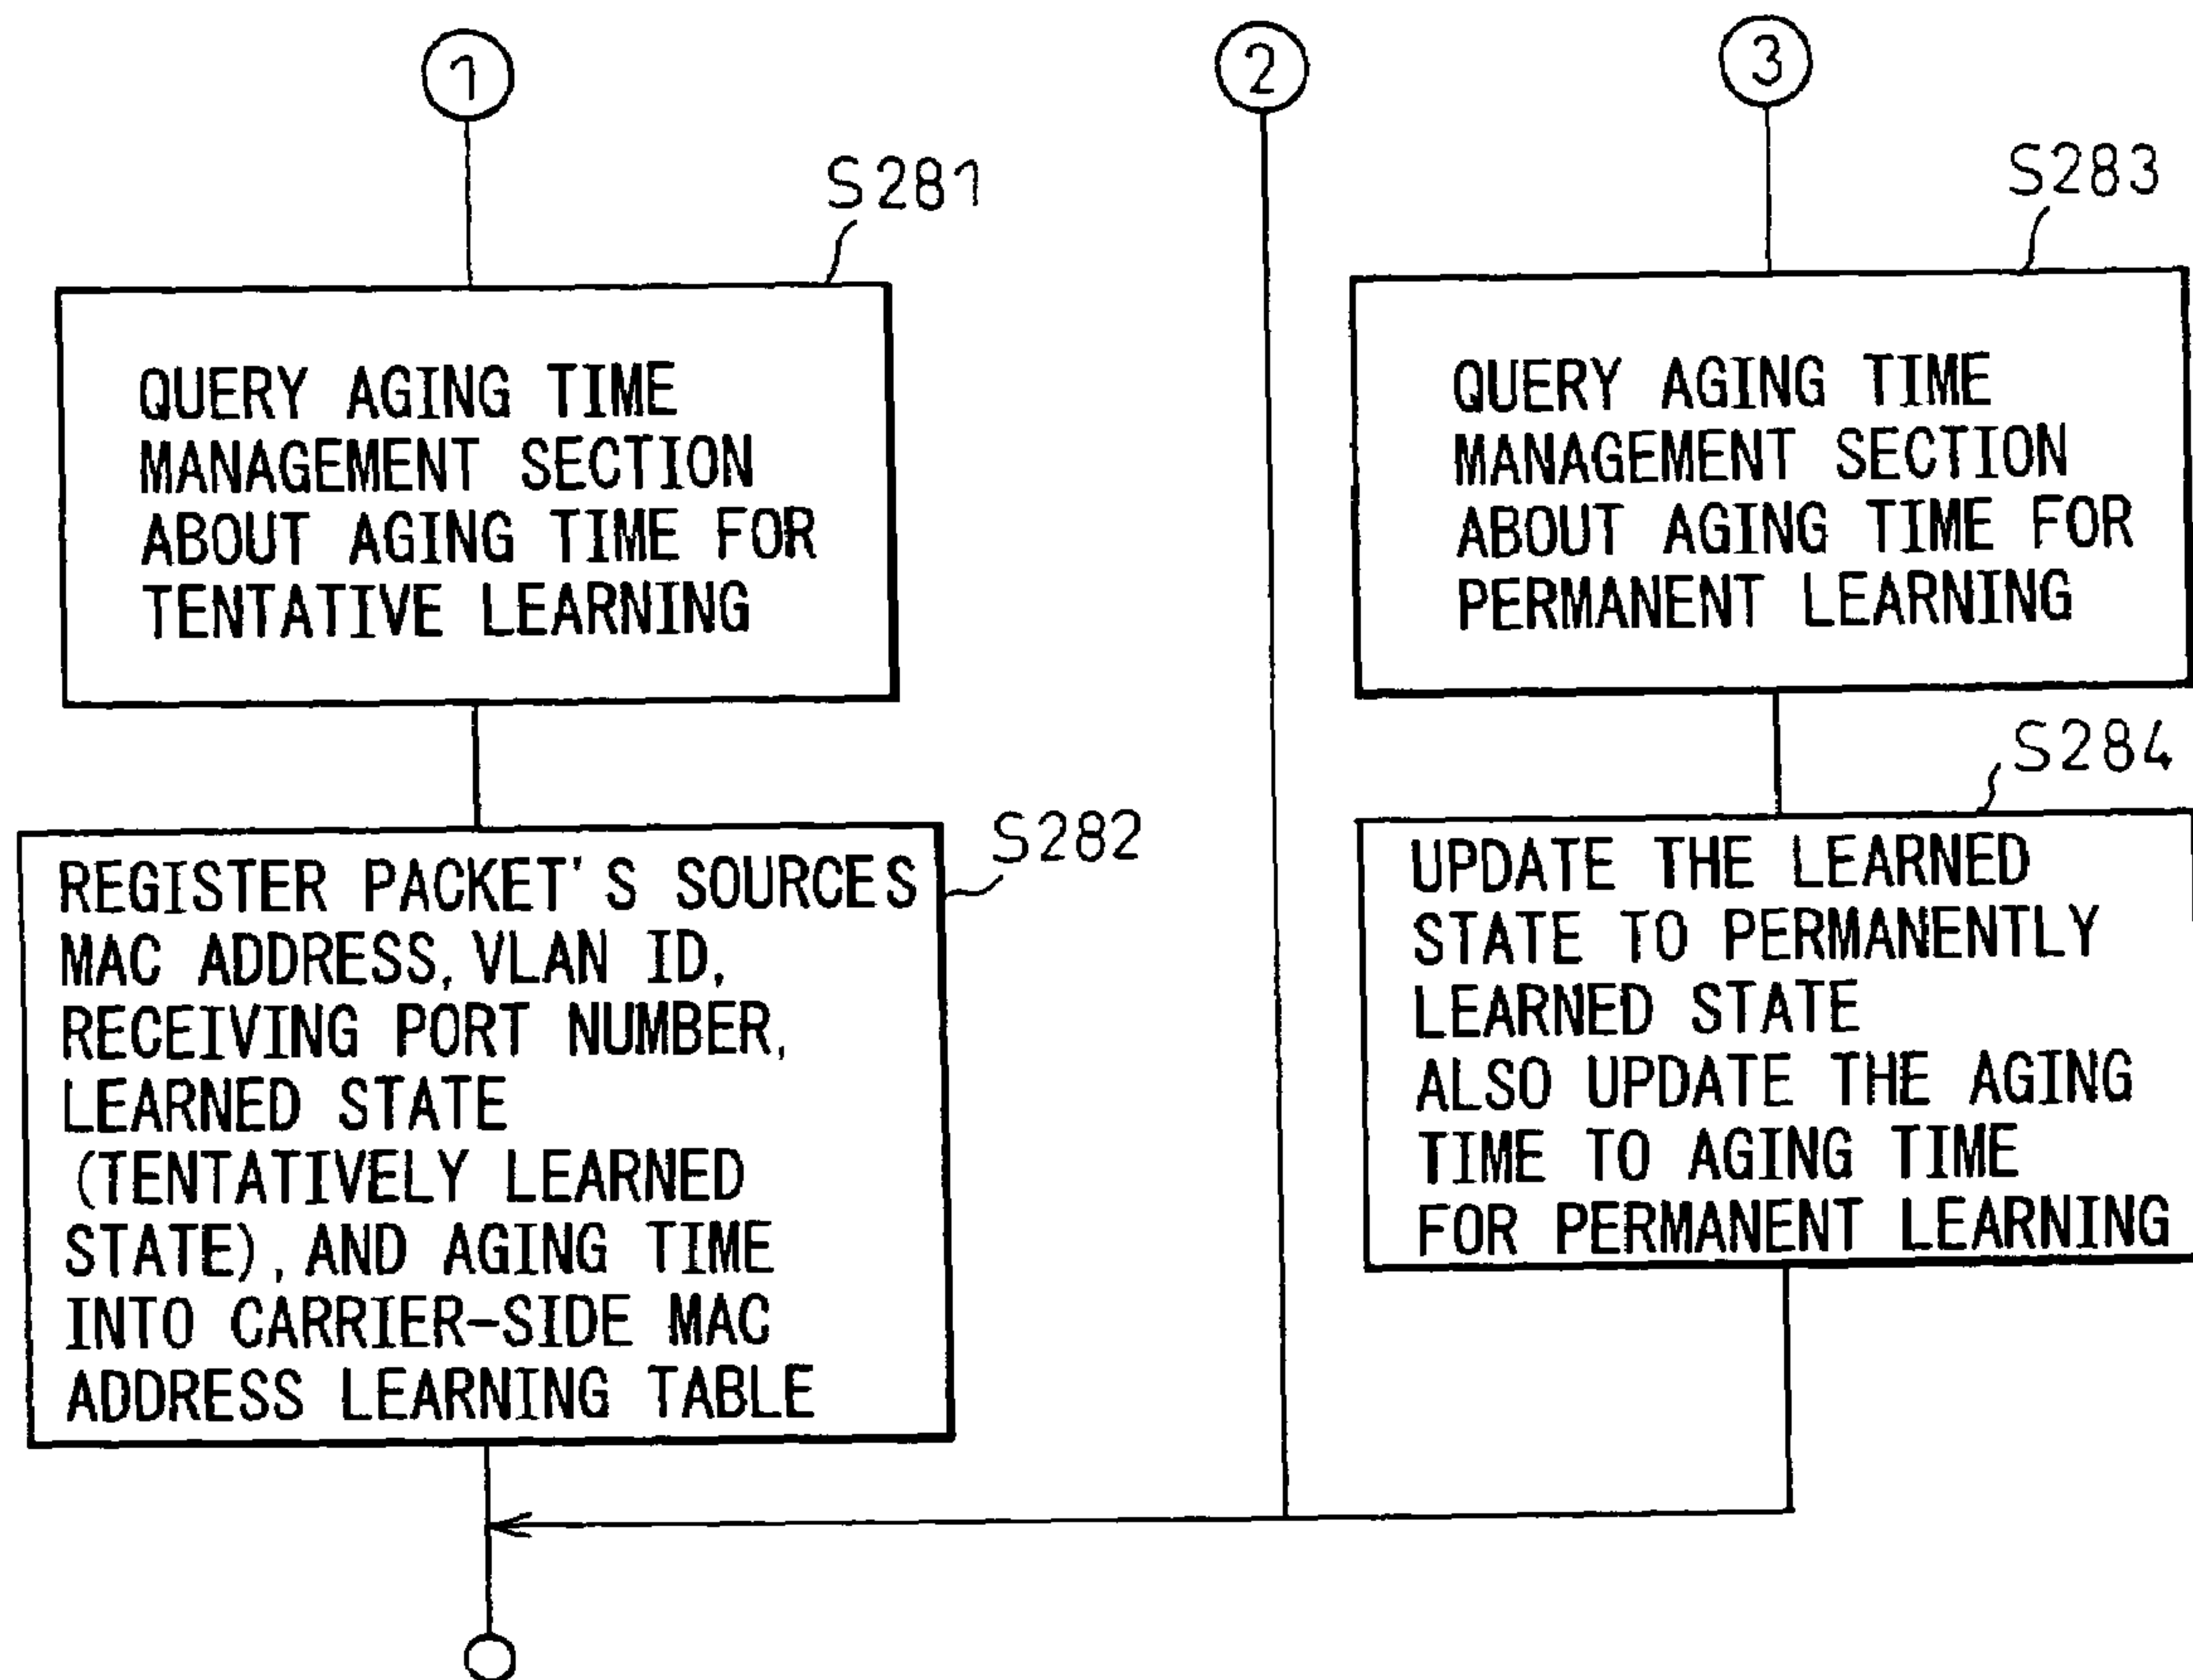 1
2
3
S281
QUERY AGING TIME
MANAGEMENT SECTION
ABOUT AGING TIME FOR
TENTATIVE LEARNING
S282
REGISTER PACKET'S SOURCES
MAC ADDRESS, VLAN ID,
RECEIVING PORT NUMBER,
LEARNED STATE
(TENTATIVELY LEARNED
STATE), AND AGING TIME
INTO CARRIER-SIDE MAC
ADDRESS LEARNING TABLE
S283
QUERY AGING TIME
MANAGEMENT SECTION
ABOUT AGING TIME FOR
PERMANENT LEARNING
S284
UPDATE THE LEARNED
STATE TO PERMANENTLY
LEARNED STATE
ALSO UPDATE THE AGING
TIME TO AGING TIME
FOR PERMANENT LEARNING